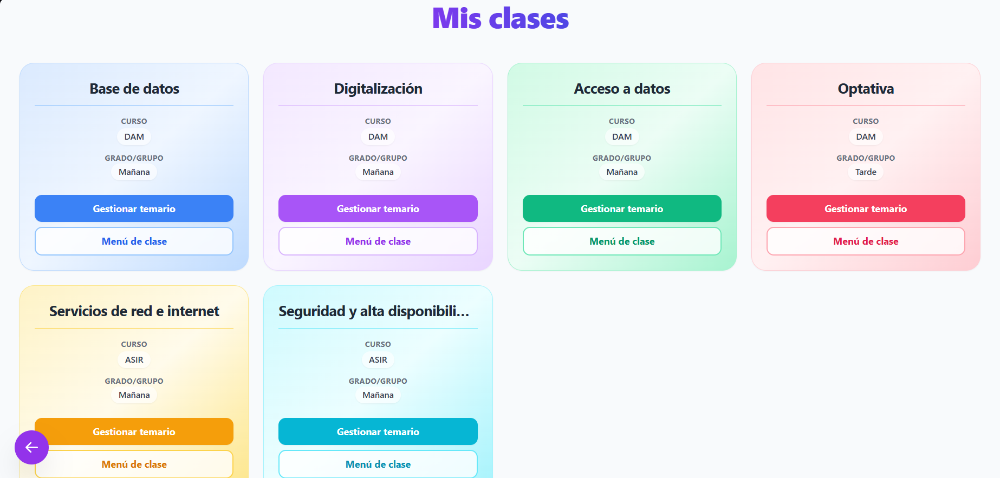 Mis clases
Base de datos
CURSO
DAM
GRADO/GRUPO
Mañana
Gestionar temario
Menú de clase
Digitalización
CURSO
DAM
GRADO/GRUPO
Mañana
Gestionar temario
Menú de clase
Acceso a datos
CURSO
DAM
GRADO/GRUPO
Mañana
Gestionar temario
Menú de clase
Optativa
CURSO
DAM
GRADO/GRUPO
Tarde
Gestionar temario
Menú de clase
Servicios de red e internet
CURSO
ASIR
GRADO/GRUPO
Mañana
Gestionar temario
Menú de clase
Seguridad y alta disponibili...
CURSO
ASIR
GRADO/GRUPO
Mañana
Gestionar temario
Menú de clase